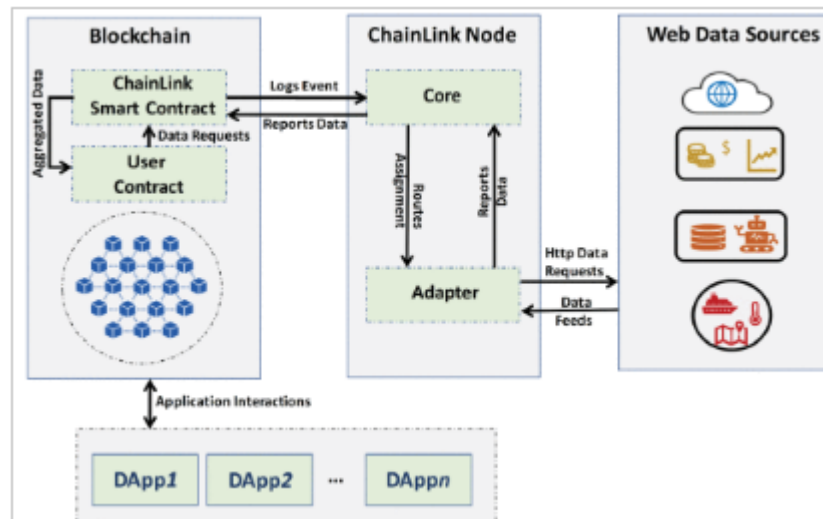 Blockchain
ChainLink
Smart Contract
Aggregated Data
Data Requests
User
Contract
Logs Event
Reports Data
ChainLink Node
Core
Routes
Assignment
Reports
Data
Adapter
Http Data
Requests
Data
Feeds
Web Data Sources
$
Application Interactions
DApp1
DApp2
...
DAppn